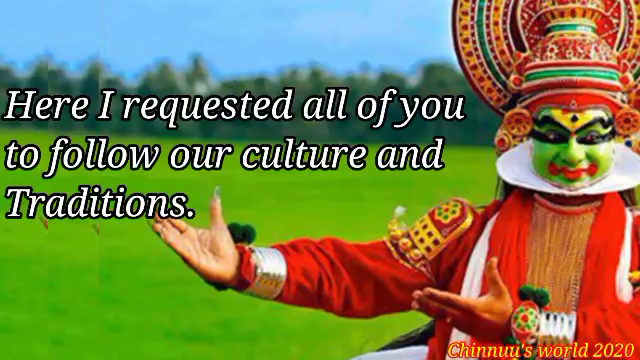 Here I requested all of you
to follow our culture and
Traditions.
Chinnuu's world 2020